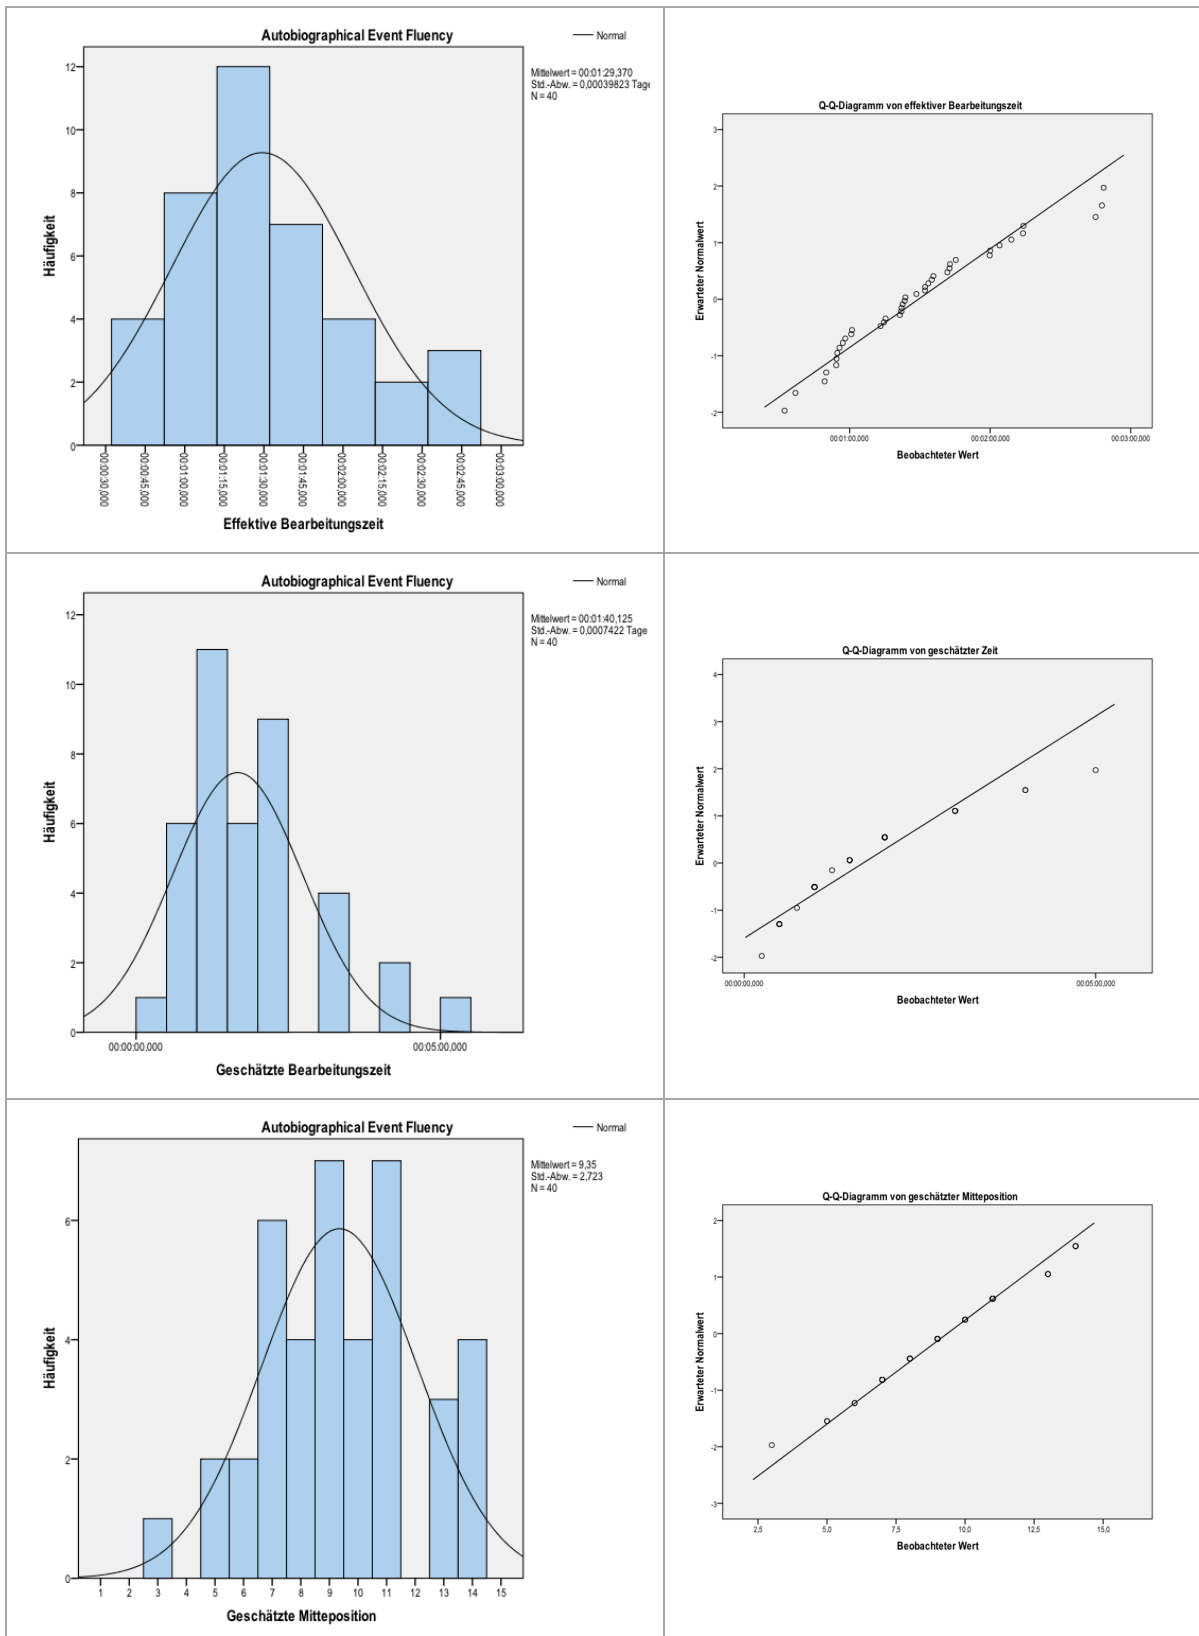 Autobiographical Event Fluency
Normal
Mittelwert = 00:01:29,370
Std.-Abw. = 0,00039823 Tage
N = 40
12
10
8
6
4
2
0
Häufigkeit
00:00:30,000
00:00:45,000
00:01:00,000
00:01:15,000
00:01:30,000
00:01:45,000
00:02:00,000
00:02:15,000
00:02:30,000
00:02:45,000
00:03:00,000
Effektive Bearbeitungszeit
Q-Q-Diagramm von effektiver Bearbeitungszeit
3
2
1
0
-1
-2
Erwarteter Normalwert
00:01:00,000
00:02:00,000
00:03:00,000
Beobachteter Wert
Autobiographical Event Fluency
Normal
Mittelwert = 00:01:40,125
Std.-Abw. = 0,0007422 Tage
N = 40
12
10
8
6
4
2
0
Häufigkeit
00:00:00,000
00:05:00,000
Geschätzte Bearbeitungszeit
Q-Q-Diagramm von geschätzter Zeit
4
3
2
1
0
-1
-2
Erwarteter Normalwert
00:00:00,000
00:05:00,000
Beobachteter Wert
Autobiographical Event Fluency
Normal
Mittelwert = 9,35
Std.-Abw. = 2,723
N = 40
6
4
2
0
Häufigkeit
1 2 3 4 5 6 7 8 9 10 11 12 13 14 15
Geschätzte Mitteposition
Q-Q-Diagramm von geschätzter Mitteposition
2
1
0
-1
-2
-3
Erwarteter Normalwert
2,5 5,0 7,5 10,0 12,5 15,0
Beobachteter Wert